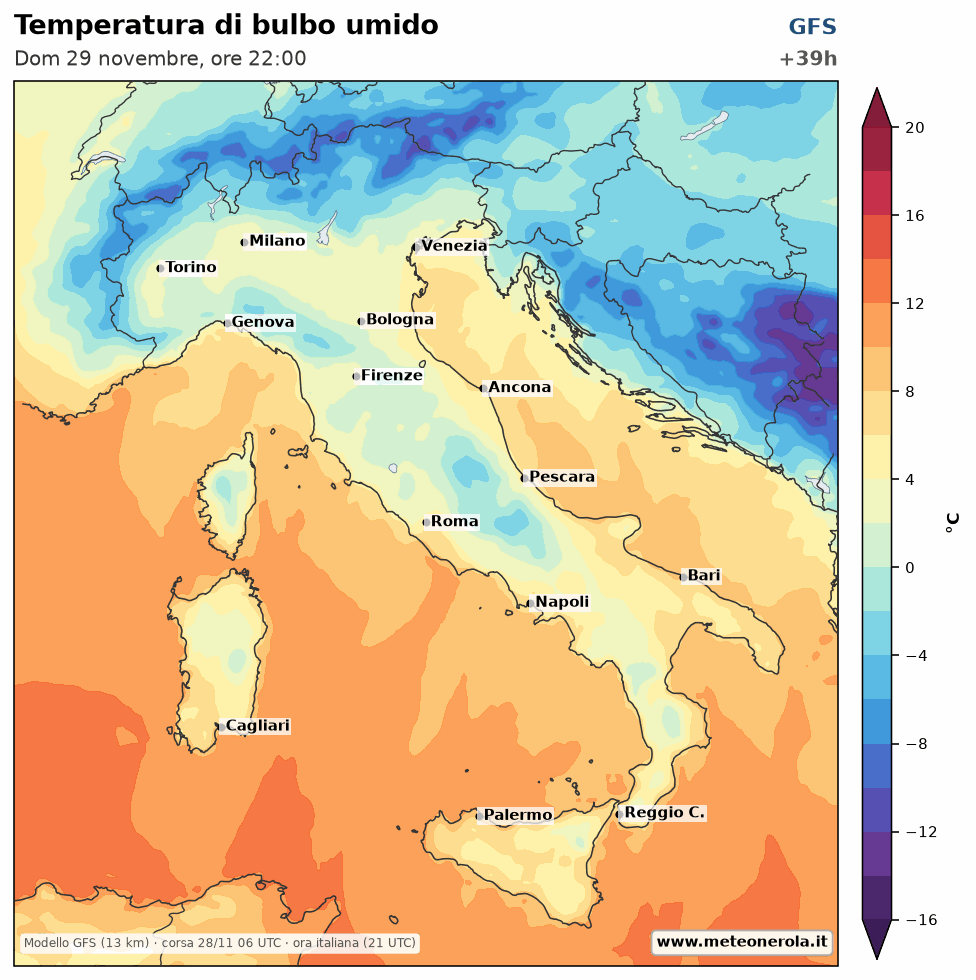 Temperatura di bulbo umido
GFS
Dom 29 novembre, ore 22:00
+39h
20
16
12
8
4
0
−4
−8
−12
−16
°C
Milano
Venezia
Torino
Genova
Bologna
Firenze
Ancona
Pescara
Roma
Bari
Napoli
Cagliari
Palermo
Reggio C.
Modello GFS (13 km) · corsa 28/11 06 UTC · ora italiana (21 UTC)
www.meteonerola.it